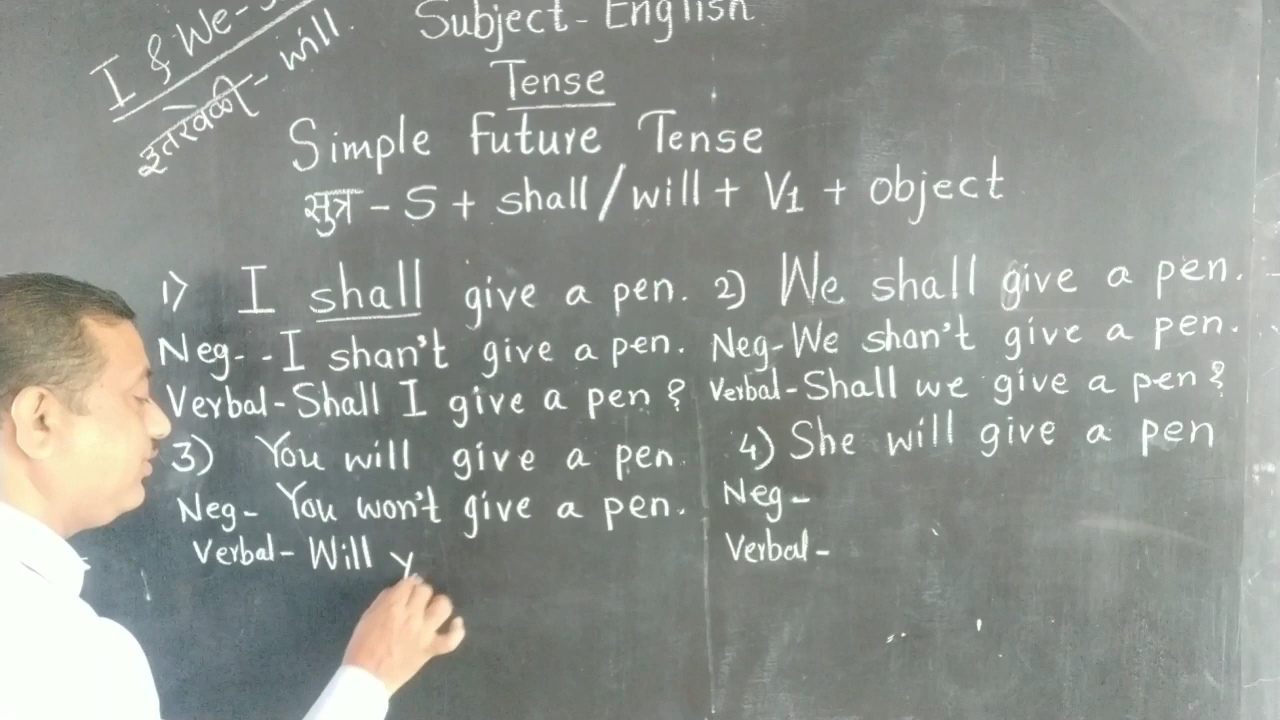 I & We -
इतरवेळी - will.
Subject - English
Tense
Simple Future Tense
सुत्र - S + shall / will + V1 + object
1) I shall give a pen.
Neg- - I shan't give a pen.
Verbal - Shall I give a pen?
2) We shall give a pen.
Neg - We shan't give a pen.
Verbal - Shall we give a pen?
3) You will give a pen.
Neg - You won't give a pen.
Verbal - Will y
4) She will give a pen
Neg -
Verbal -